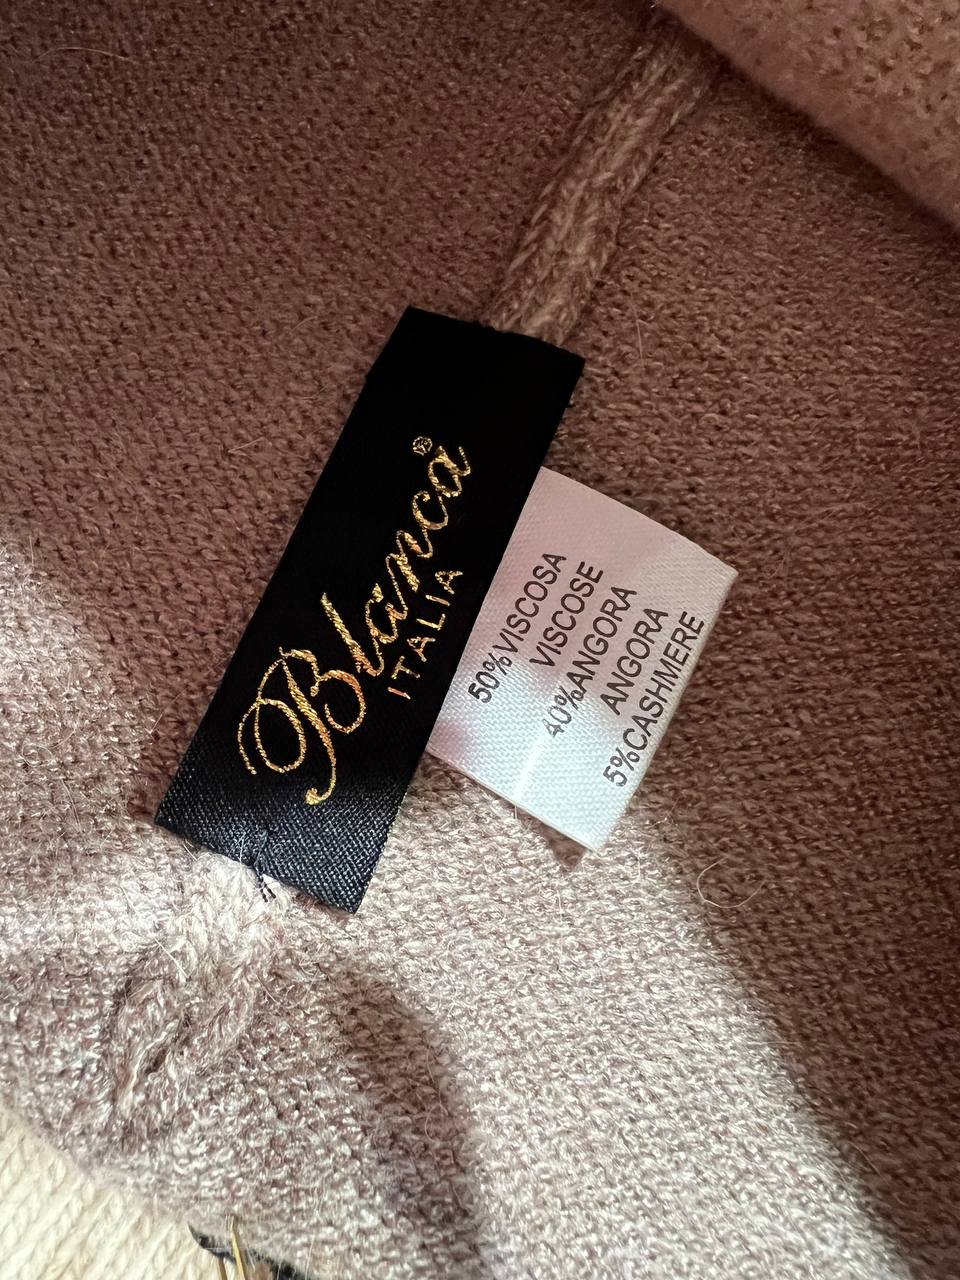 Blanca®
ITALIA
50%VISCOSA
VISCOSE
40%ANGORA
ANGORA
5%CASHMERE